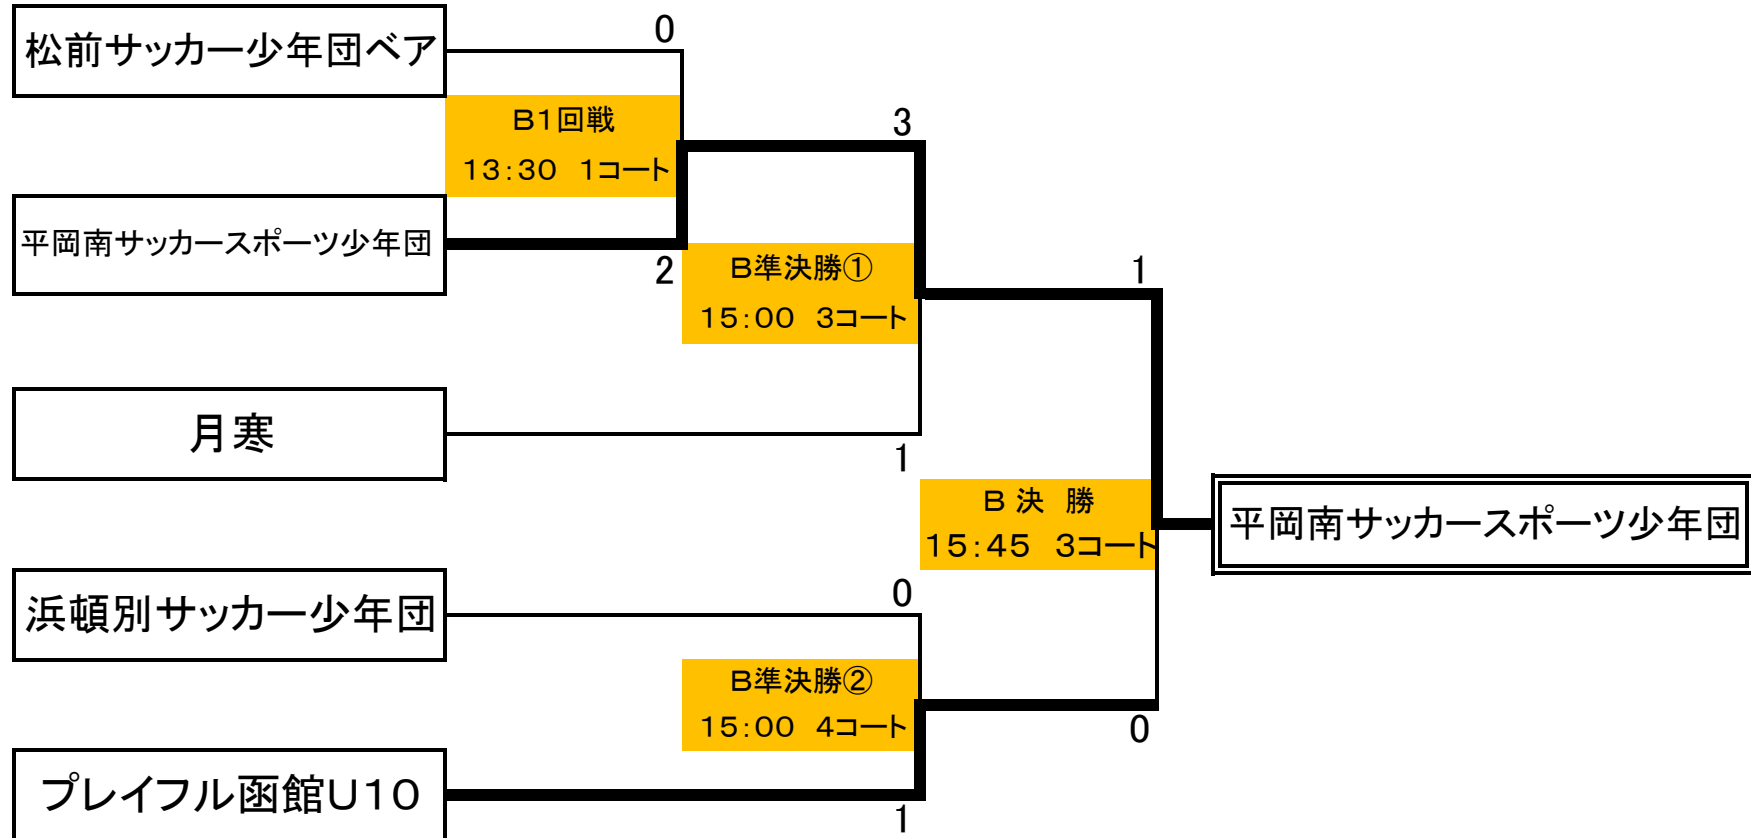 松前サッカー少年団ベア
0
B1回戦
13:30 1コート
3
平岡南サッカースポーツ少年団
2
B準決勝①
15:00 3コート
1
月寒
1
B 決 勝
15:45 3コート
平岡南サッカースポーツ少年団
浜頓別サッカー少年団
0
B準決勝②
15:00 4コート
0
プレイフル函館U10
1